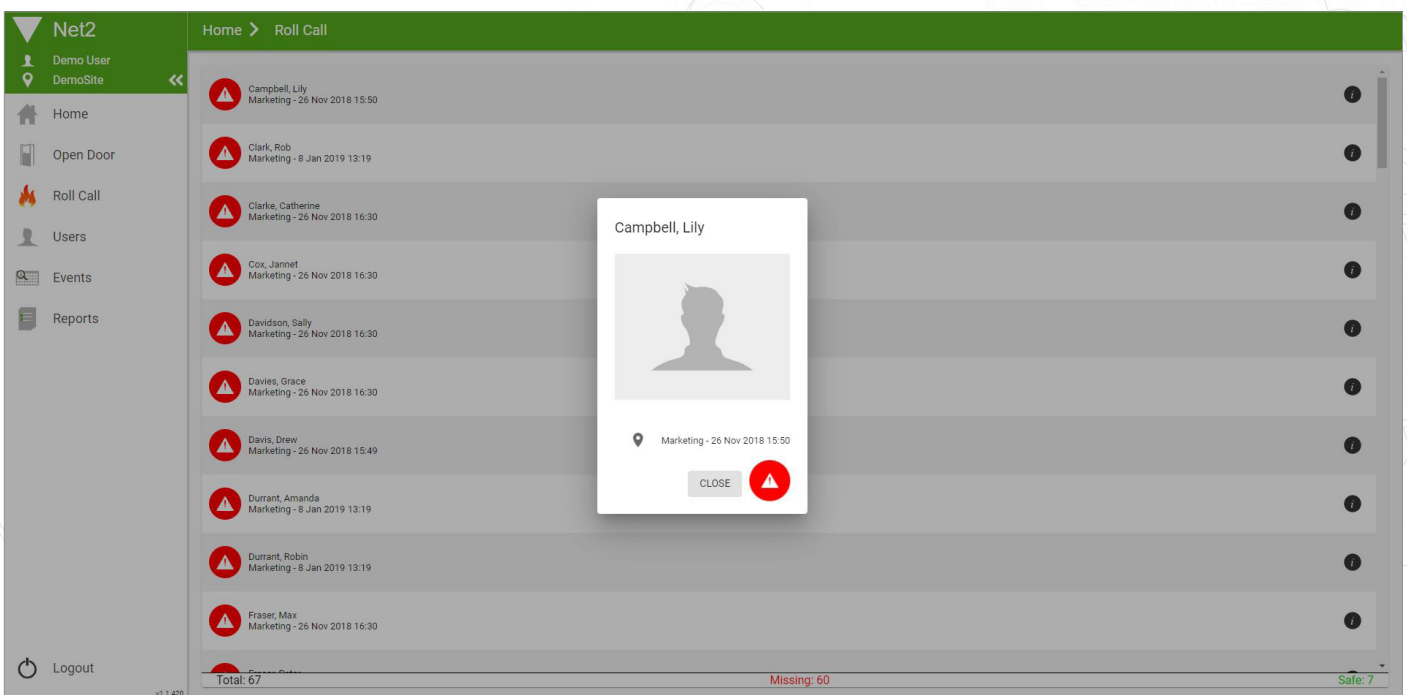 Net2
Demo User
DemoSite
Home
Open Door
Roll Call
Users
Events
Reports
Logout
v1.1.420
Home > Roll Call
Campbell, Lily
Marketing - 26 Nov 2018 15:50
Clark, Rob
Marketing - 8 Jan 2019 13:19
Clarke, Catherine
Marketing - 26 Nov 2018 16:30
Cox, Jannet
Marketing - 26 Nov 2018 16:30
Davidson, Sally
Marketing - 26 Nov 2018 16:30
Davies, Grace
Marketing - 26 Nov 2018 16:30
Davis, Drew
Marketing - 26 Nov 2018 15:49
Durrant, Amanda
Marketing - 8 Jan 2019 13:19
Durrant, Robin
Marketing - 8 Jan 2019 13:19
Fraser, Max
Marketing - 26 Nov 2018 16:30
Total: 67
Missing: 60
Safe: 7
Campbell, Lily
Marketing - 26 Nov 2018 15:50
CLOSE